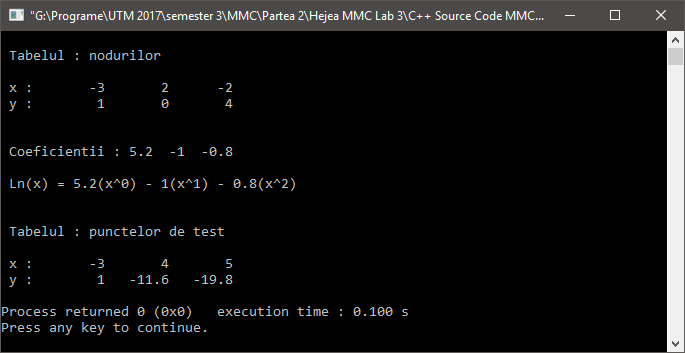 "G:\Programe\UTM 2017\semester 3\MMC\Partea 2\Hejea MMC Lab 3\C++ Source Code MMC...
Tabelul : nodurilor
x : -3 2 -2
y : 1 0 4
Coeficientii : 5.2 -1 -0.8
Ln(x) = 5.2(x^0) - 1(x^1) - 0.8(x^2)
Tabelul : punctelor de test
x : -3 4 5
y : 1 -11.6 -19.8
Process returned 0 (0x0) execution time : 0.100 s
Press any key to continue.